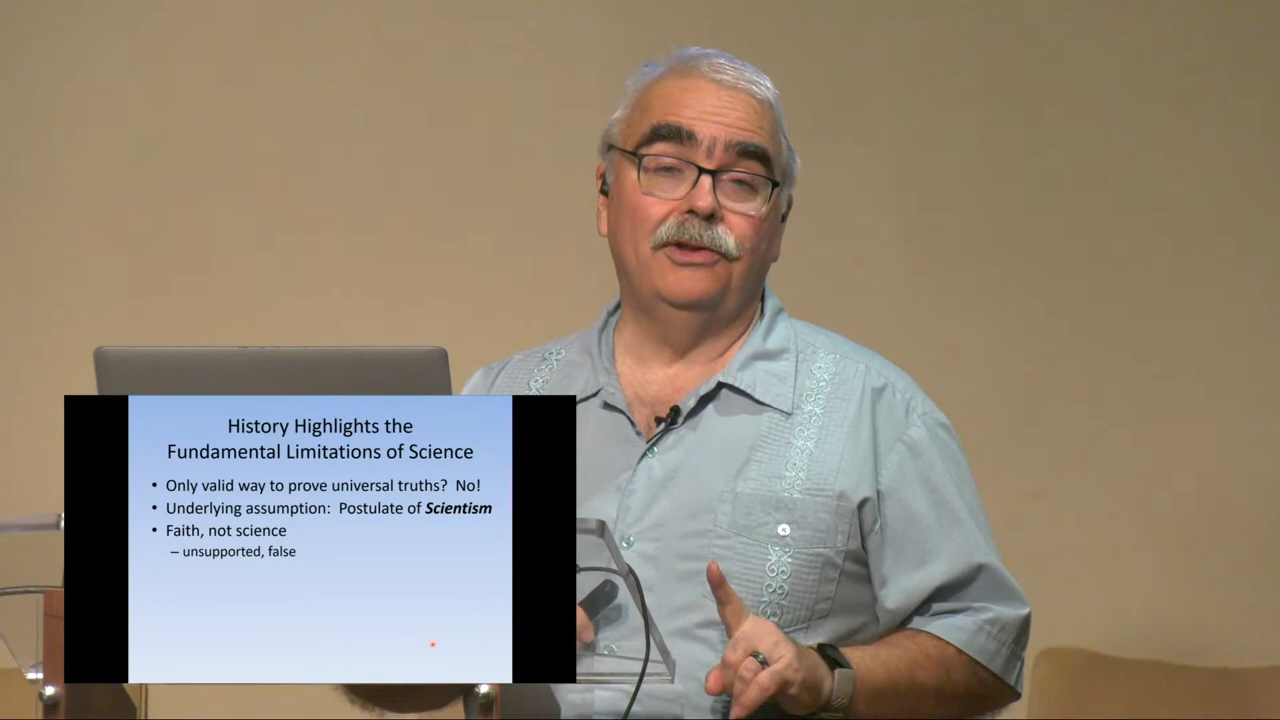 History Highlights the
Fundamental Limitations of Science
• Only valid way to prove universal truths?  No!
• Underlying assumption:  Postulate of Scientism
• Faith, not science
– unsupported, false